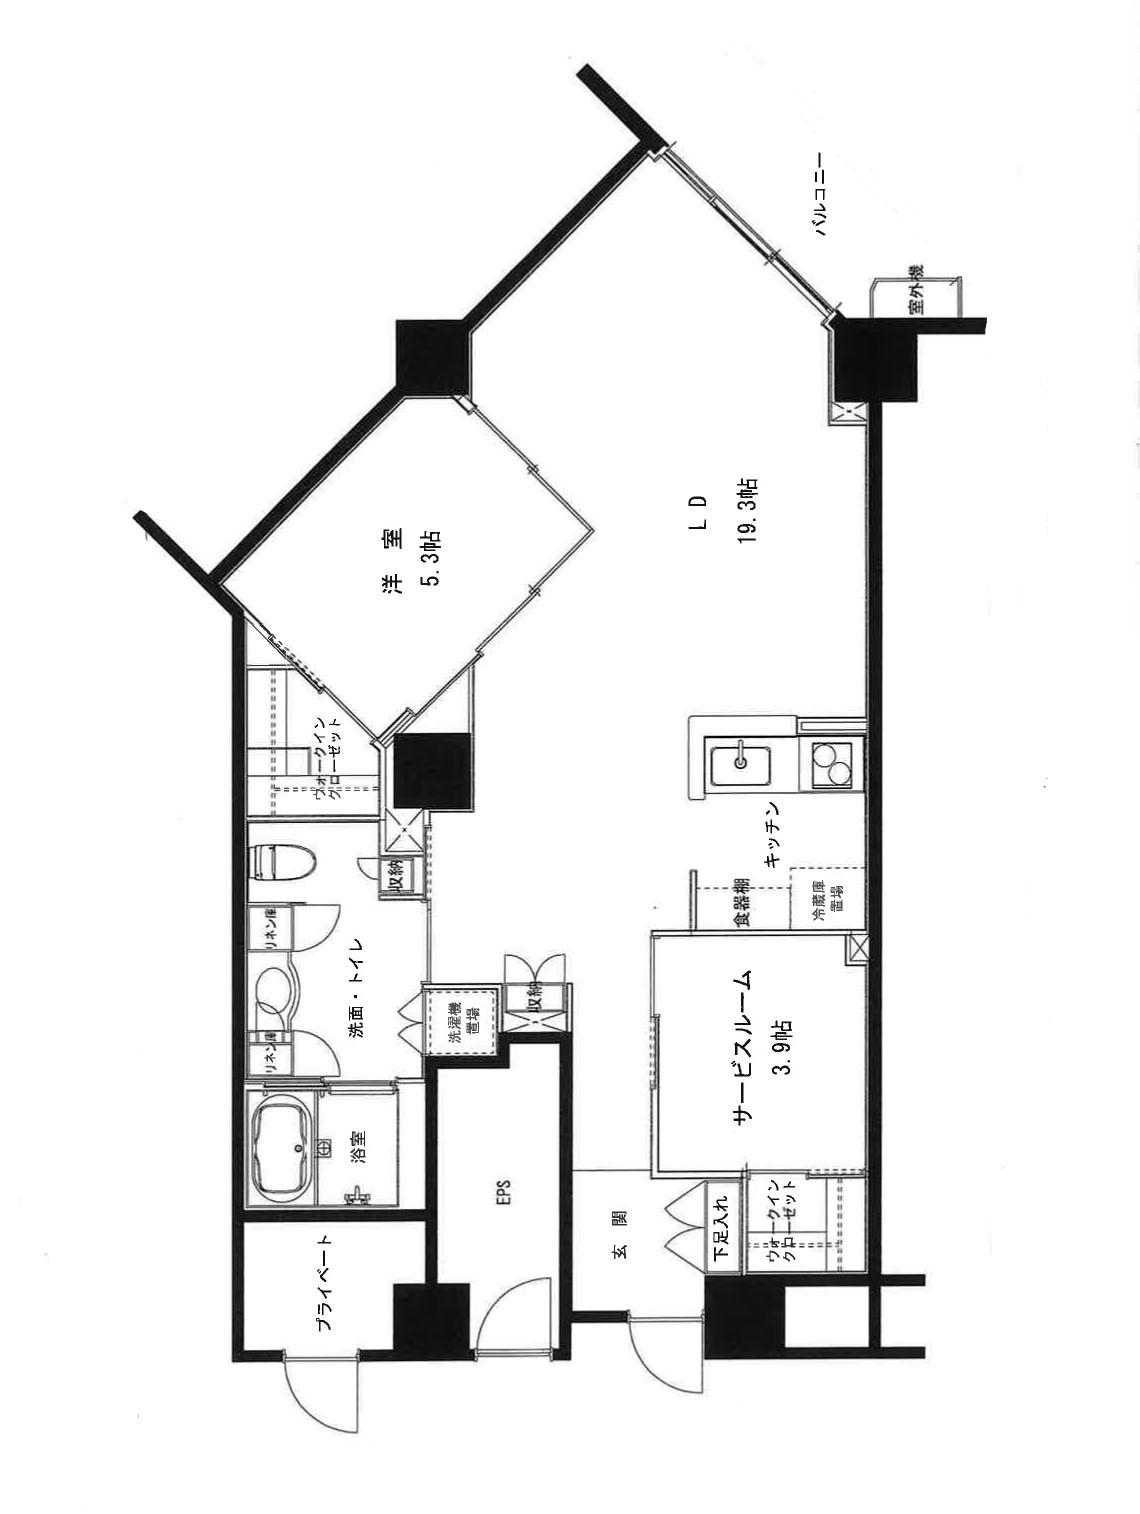 バルコニー
室外機
LD
19.3帖
洋 室
5.3帖
ウォークイン
クローゼット
キッチン
食器棚
冷蔵庫
置場
収納
リネン庫
洗面・トイレ
リネン庫
洗濯機
置場
収納
サービスルーム
3.9帖
浴室
EPS
玄 関
下足入れ
ウォークイン
クローゼット
プライベート